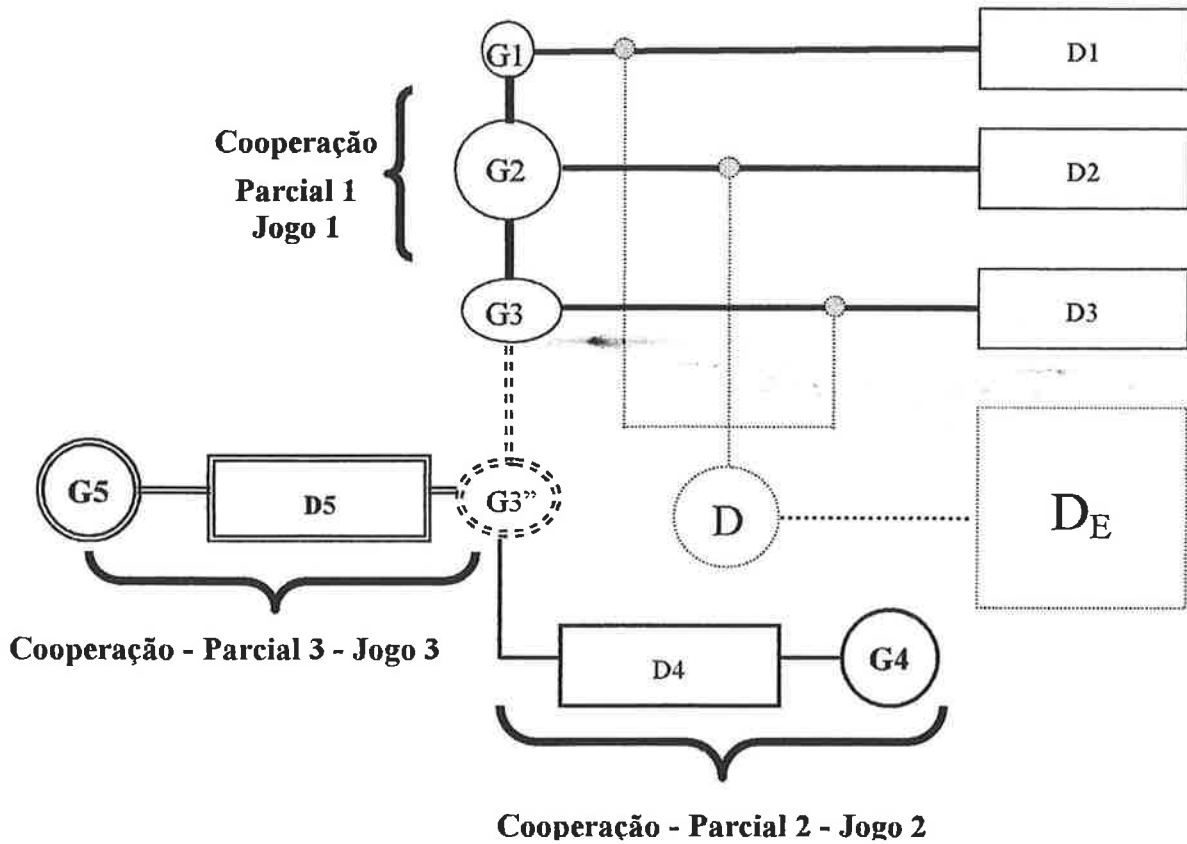 G1
D1
Cooperação
Parcial 1
Jogo 1
G2
D2
G3
D3
G5
D5
G3”
D
DE
Cooperação - Parcial 3 - Jogo 3
D4
G4
Cooperação - Parcial 2 - Jogo 2